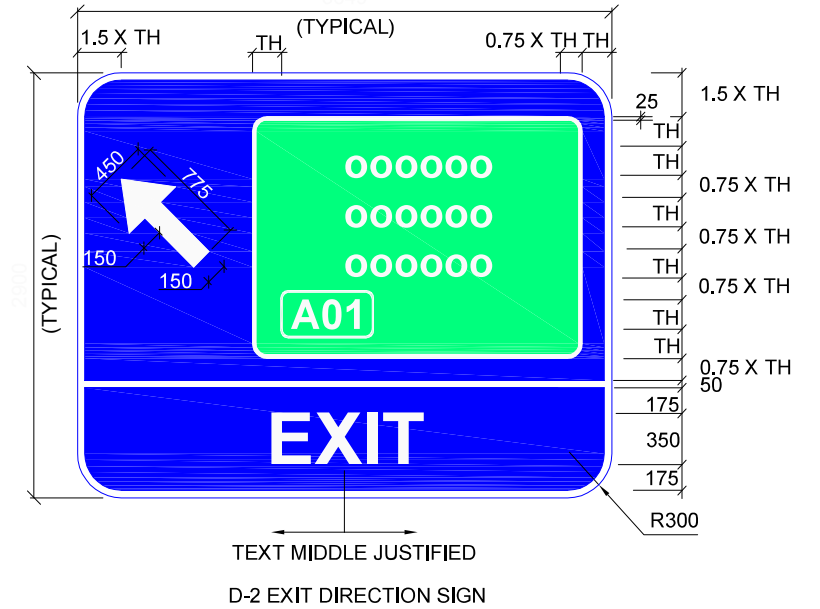 (TYPICAL)
1.5 X TH
TH
0.75 X TH
TH
25
1.5 X TH
TH
TH
0.75 X TH
TH
0.75 X TH
TH
0.75 X TH
TH
TH
0.75 X TH
50
175
350
175
R300
2900
(TYPICAL)
450
775
150
150
oooooo
oooooo
oooooo
A01
EXIT
TEXT MIDDLE JUSTIFIED
D-2 EXIT DIRECTION SIGN